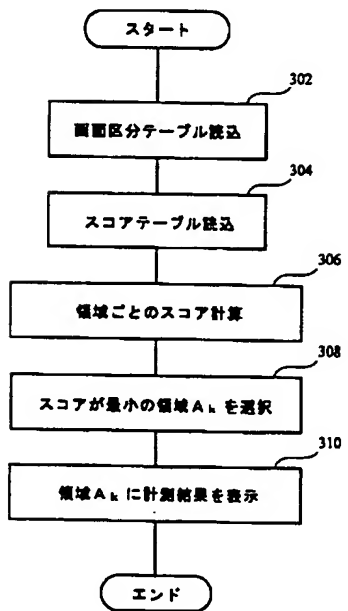 スタート
302
画面区分テーブル読込
304
スコアテーブル読込
306
領域ごとのスコア計算
308
スコアが最小の領域Aₖを選択
310
領域Aₖに計測結果を表示
エンド